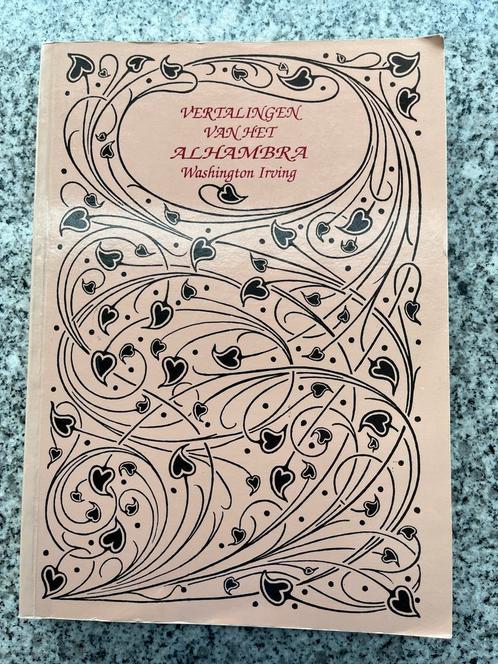 VERTALINGEN
VAN HET
ALHAMBRA
Washington Irving